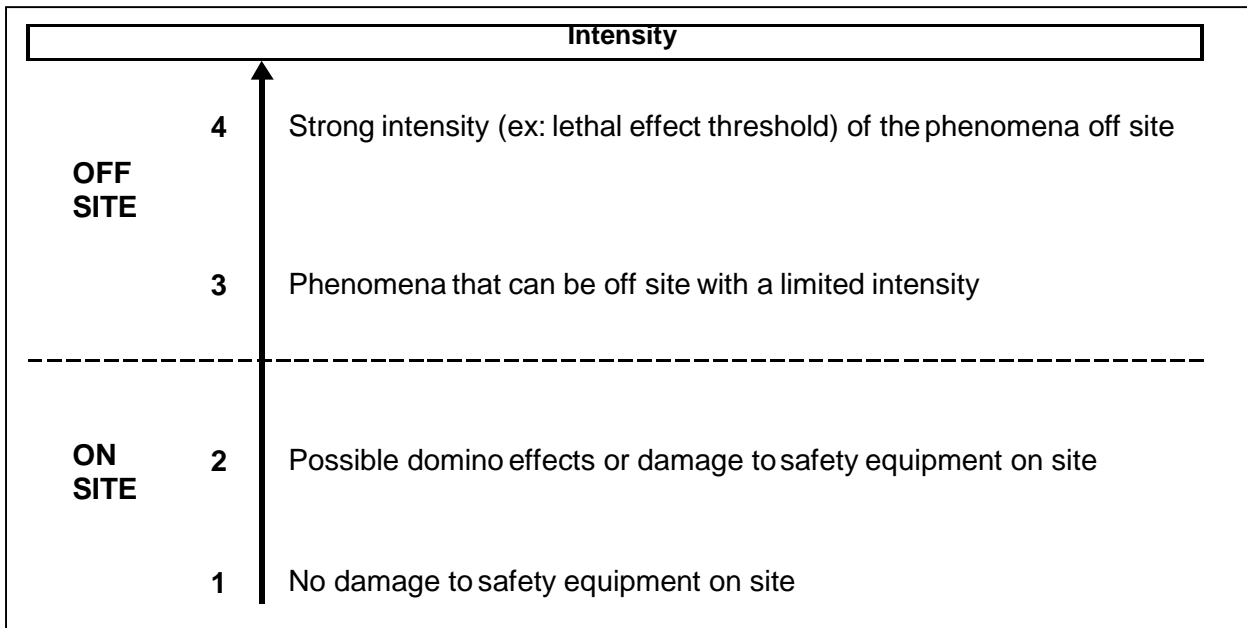 Intensity
4 Strong intensity (ex: lethal effect threshold) of the phenomena off site
OFF
SITE
3 Phenomena that can be off site with a limited intensity
ON
SITE
2 Possible domino effects or damage to safety equipment on site
1 No damage to safety equipment on site